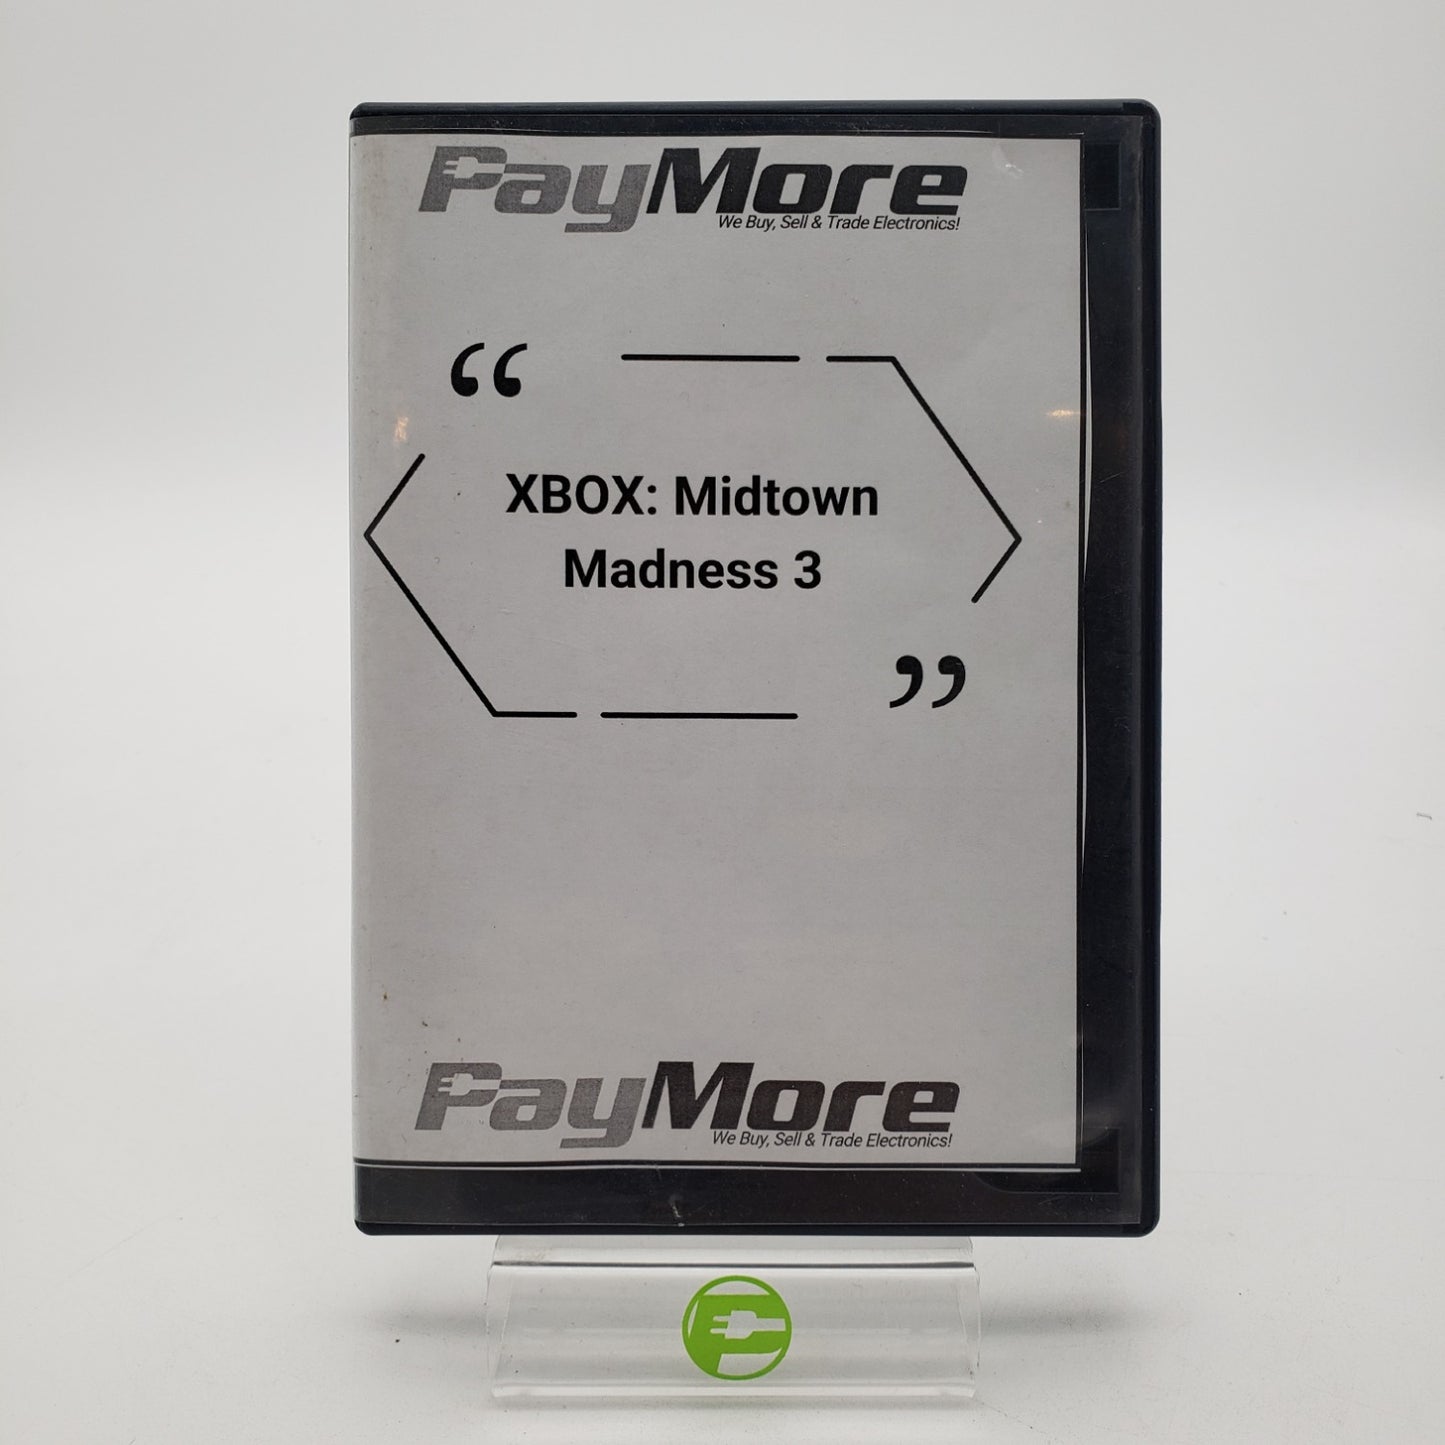 PayMore
We Buy, Sell & Trade Electronics!
“
XBOX: Midtown
Madness 3
”
PayMore
We Buy, Sell & Trade Electronics!